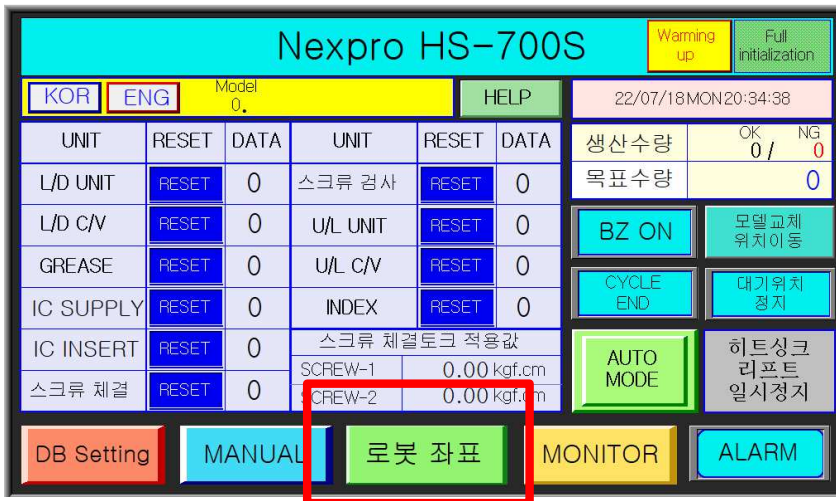 Nexpro HS-700S
Warming
up
Full
initialization
KOR ENG
Model
0.
HELP
22/07/18MON20:34:38
UNIT RESET DATA UNIT RESET DATA
L/D UNIT RESET 0 스크류 검사 RESET 0
L/D C/V RESET 0 U/L UNIT RESET 0
GREASE RESET 0 U/L C/V RESET 0
IC SUPPLY RESET 0 INDEX RESET 0
IC INSERT RESET 0 스크류 체결토크 적용값
SCREW-1 0.00 kgf.cm
스크류 체결 RESET 0 SCREW-2 0.00 kgf.cm
생산수량 OK NG
0 / 0
목표수량 0
BZ ON
모델교체
위치이동
CYCLE
END
대기위치
정지
AUTO
MODE
히트싱크
리프트
일시정지
DB Setting MANUAL 로봇 좌표 MONITOR ALARM